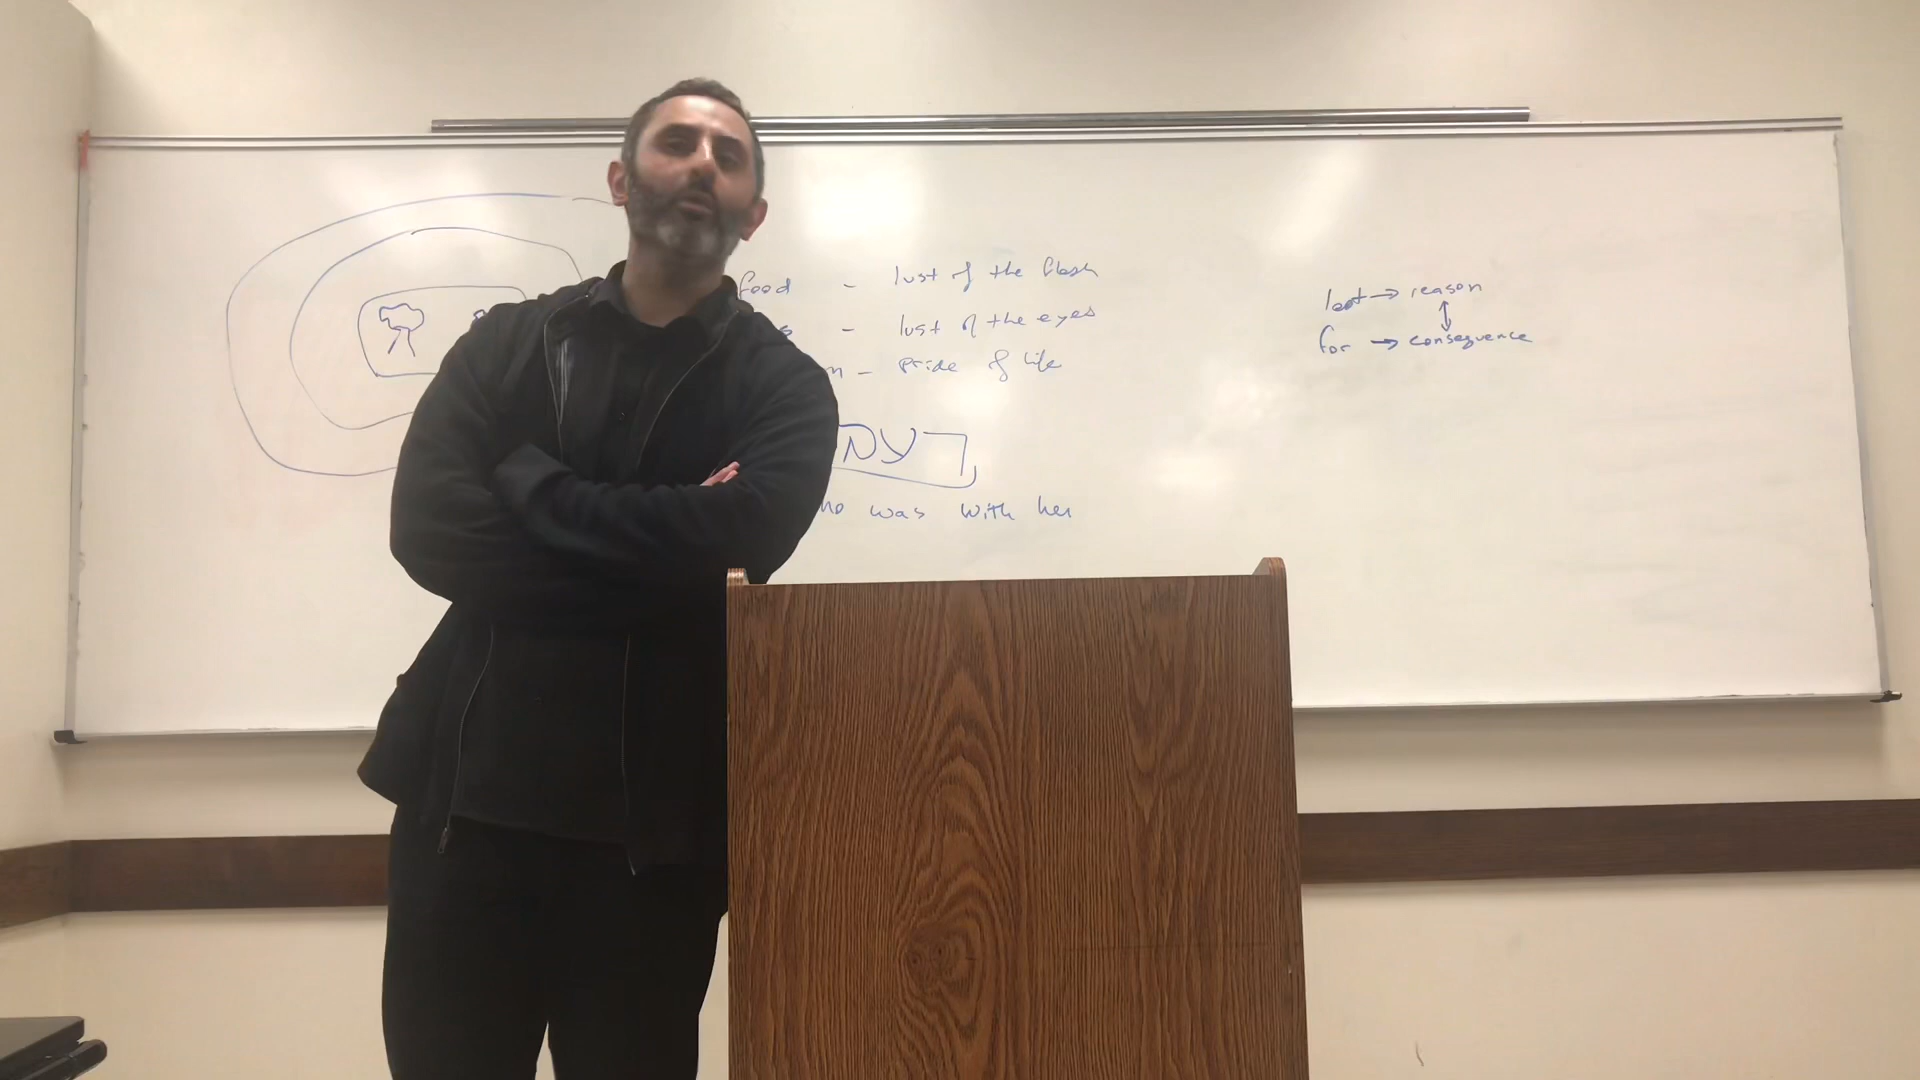 food - lust of the flesh
s - lust of the eyes
n - Pride of life
was with her
lest → reason
for → consequence